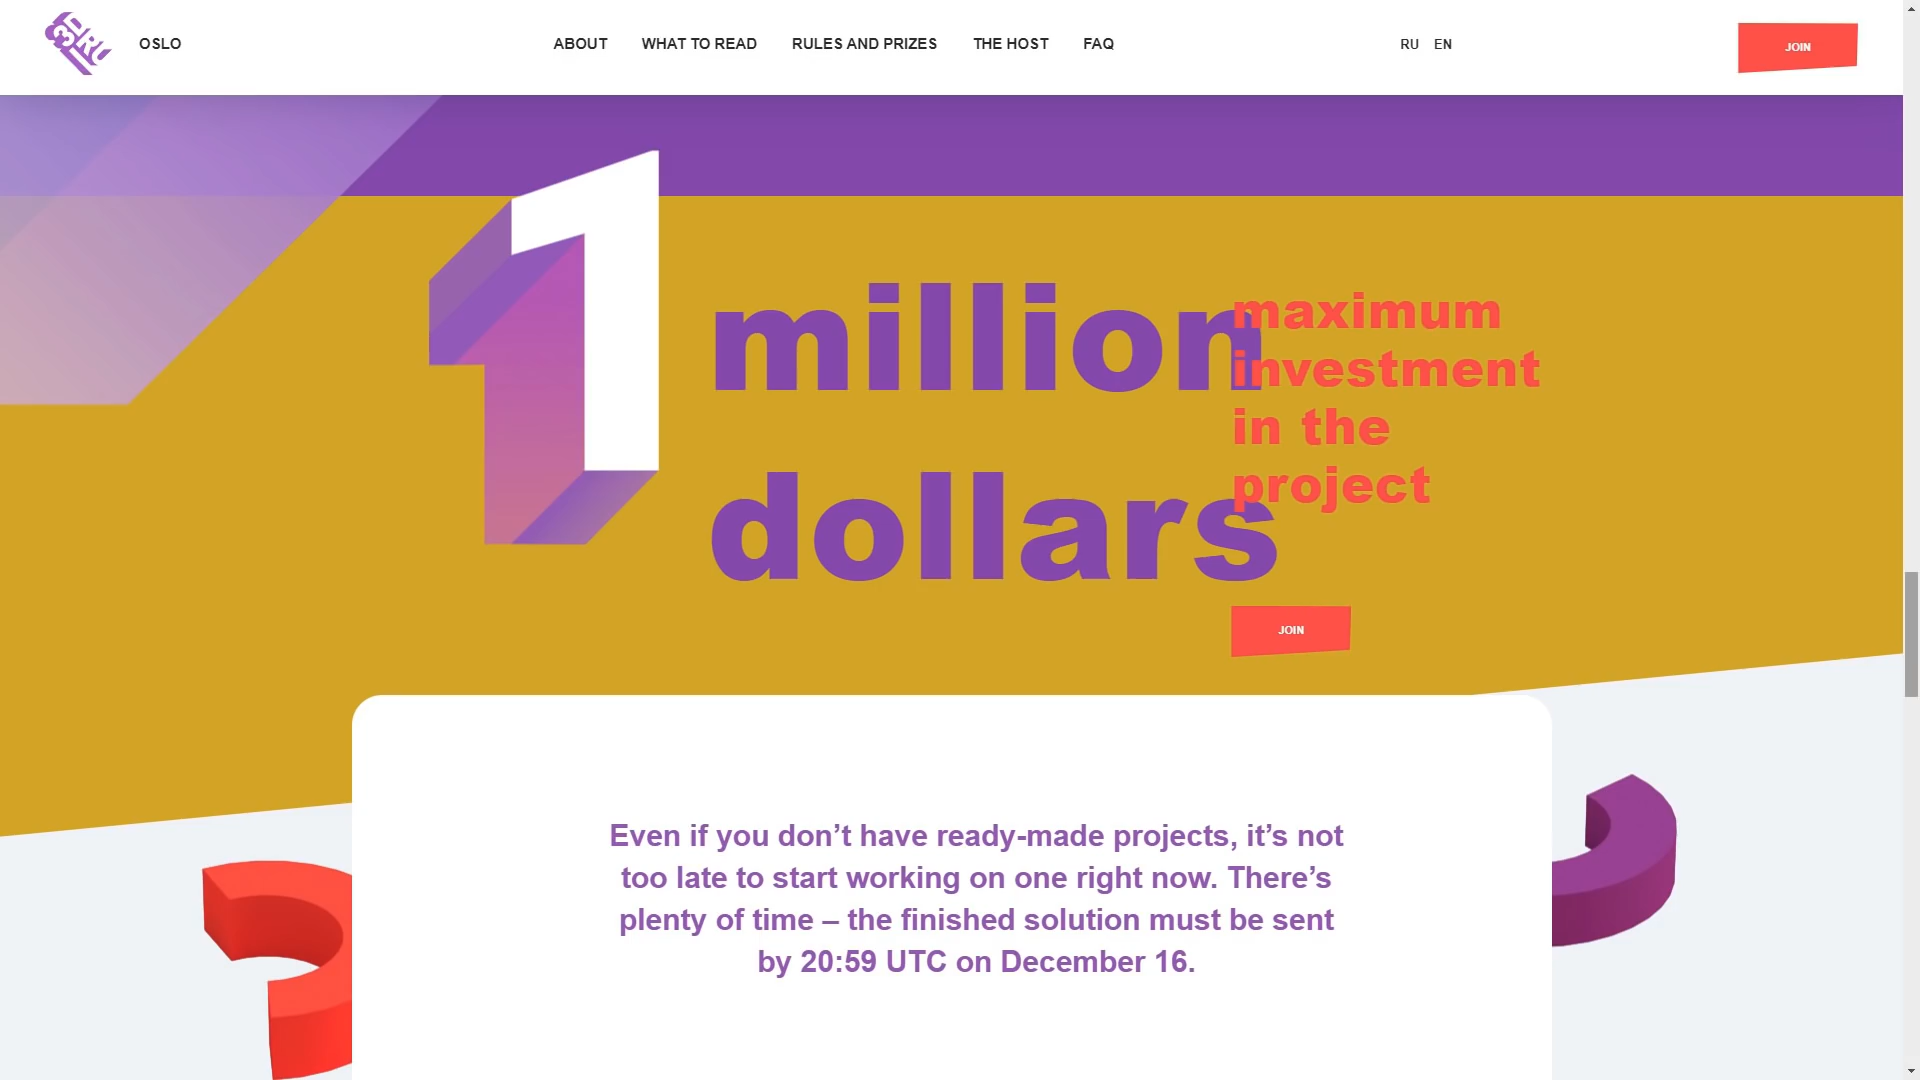 OSLO
ABOUT
WHAT TO READ
RULES AND PRIZES
THE HOST
FAQ
RU
EN
JOIN
1
million
dollars
maximum
investment
in the
project
JOIN
Even if you don’t have ready-made projects, it’s not
too late to start working on one right now. There’s
plenty of time – the finished solution must be sent
by 20:59 UTC on December 16.